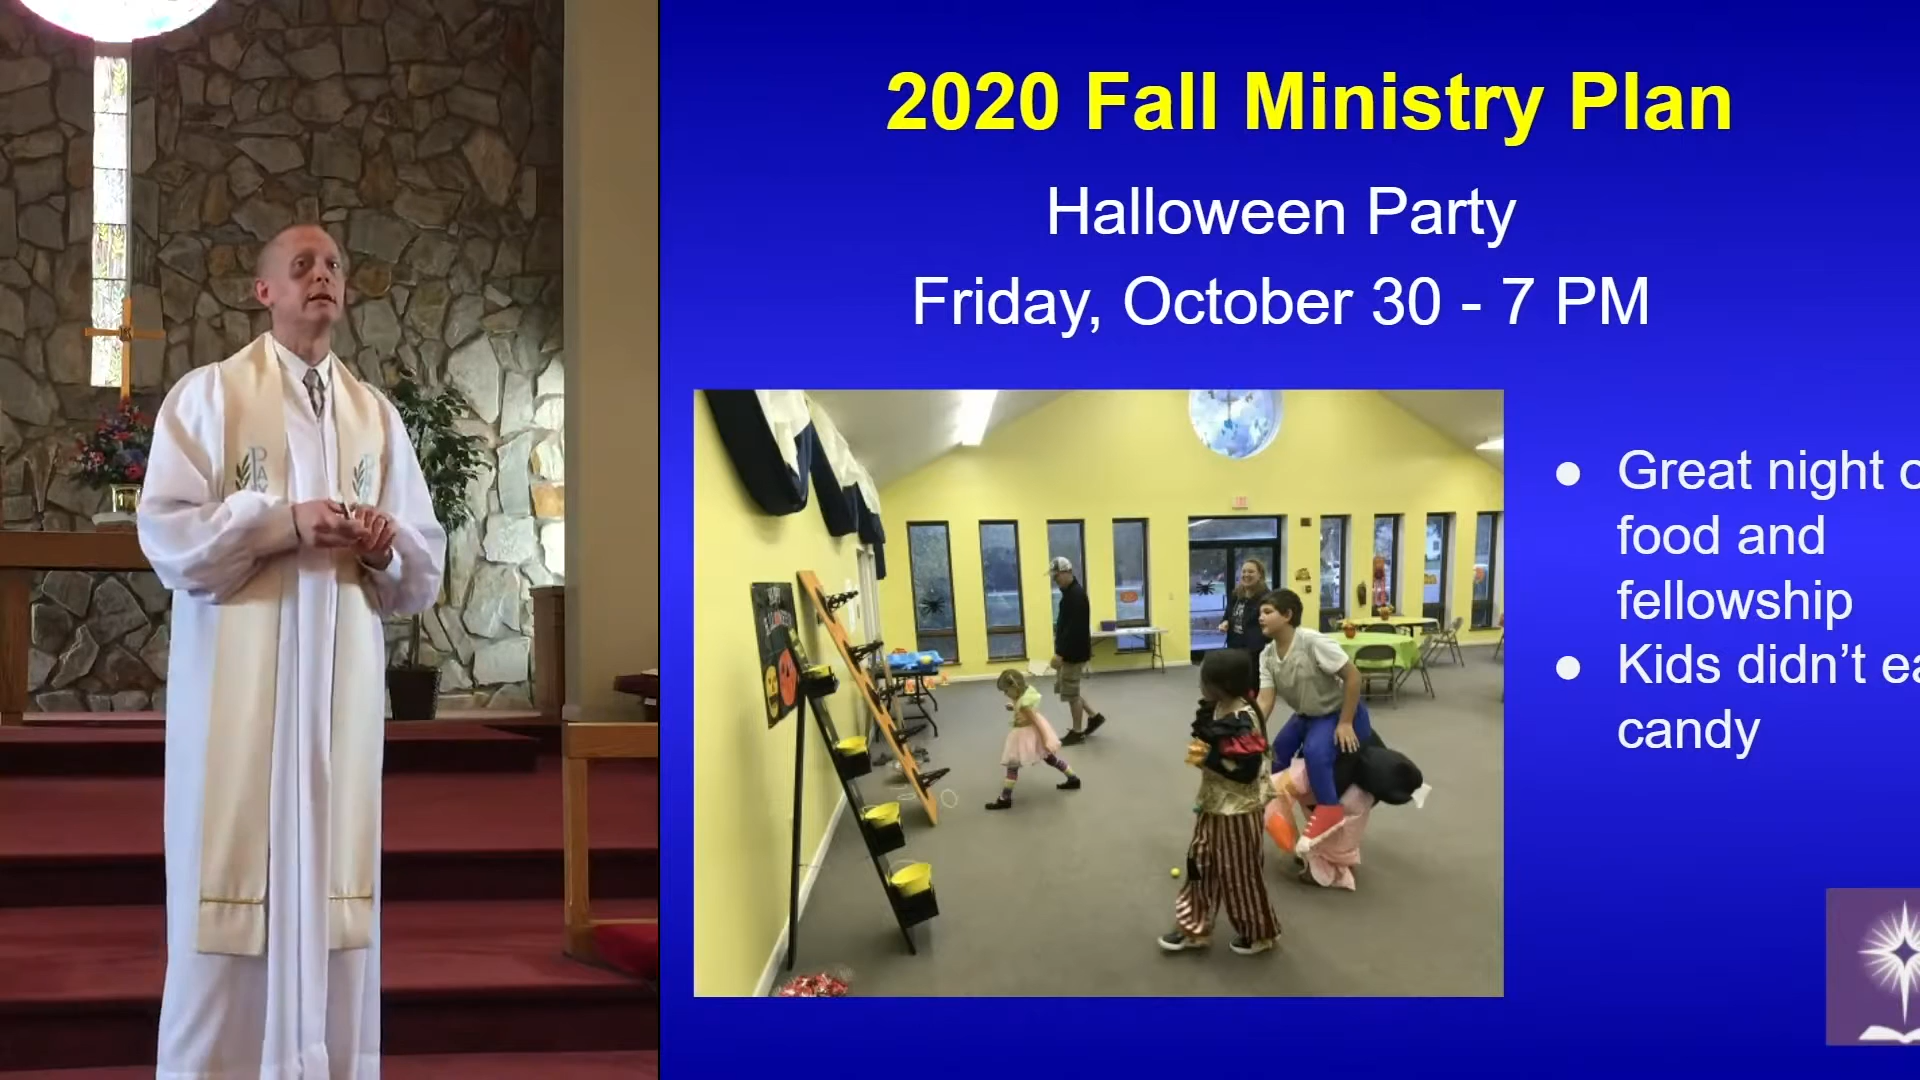 2020 Fall Ministry Plan
Halloween Party
Friday, October 30 - 7 PM
● Great night
food and
fellowship
● Kids didn’t
candy